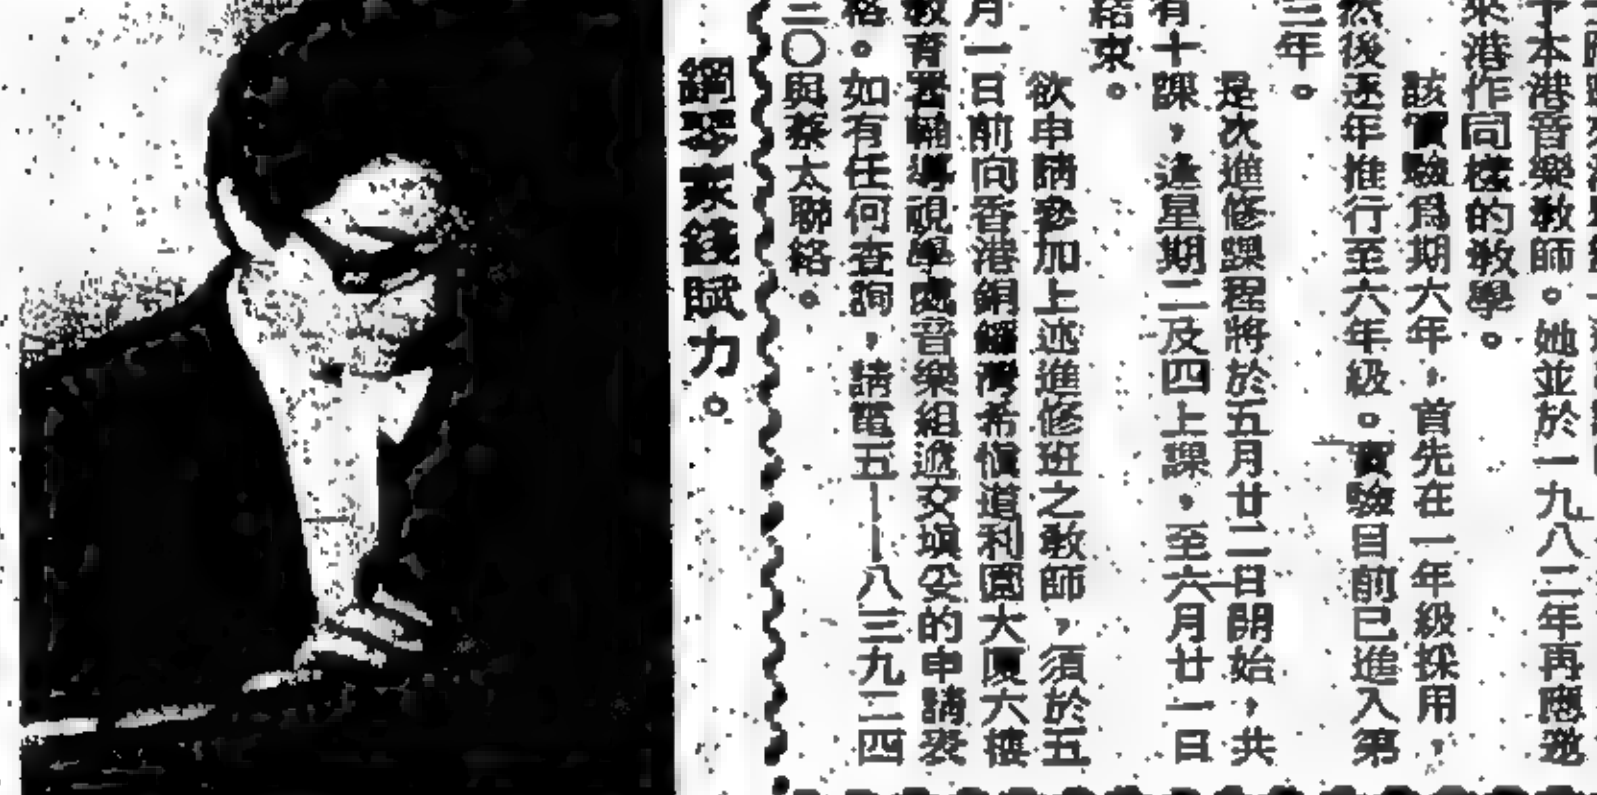 予本港音樂教師。她並於一九八二年再應邀
來港作同樣的教學。
該實驗爲期六年，首先在一年級採用，
然後逐年推行至六年級。實驗目前已進入第
三年。
是次進修課程將於五月廿二日開始，共
有十課，逢星期二及四上課，至六月廿一日
結束。
欲申請參加上述進修班之教師，須於五
月一日前向香港銅鑼灣希愼道利園大厦六樓
教育署輔導視學處音樂組遞交塡妥的申請表
格。如有任何查詢，請電五——八三九二四
三〇與蔡太聯絡。
鋼琴家錢賦力。